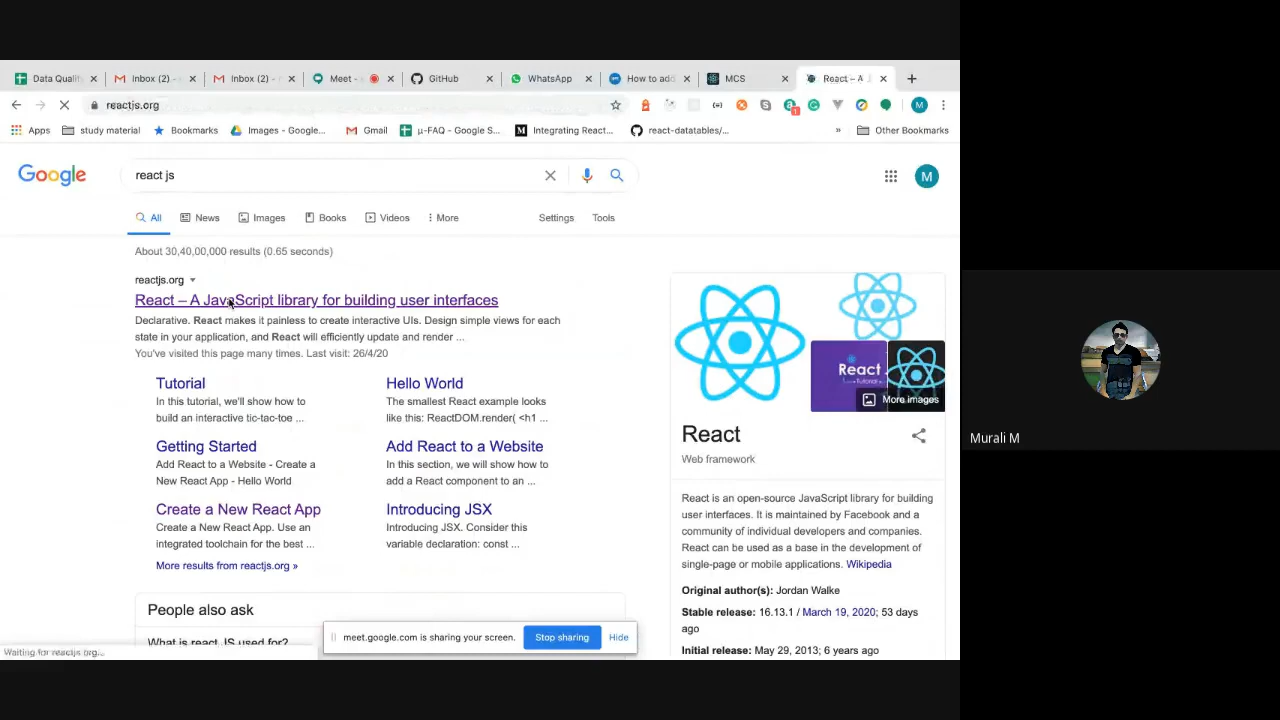 Data Qualit
Inbox (2) -
Inbox (2) -
Meet -
GitHub
WhatsApp
How to add
MCS
React – A J
reactjs.org
M
Apps
study material
Bookmarks
Images - Google...
Gmail
µ-FAQ - Google S...
Integrating React...
react-datatables/...
»
Other Bookmarks
Google
react js
M
All
News
Images
Books
Videos
More
Settings
Tools
About 30,40,00,000 results (0.65 seconds)
reactjs.org
React – A JavaScript library for building user interfaces
Declarative. React makes it painless to create interactive UIs. Design simple views for each
state in your application, and React will efficiently update and render ...
You've visited this page many times. Last visit: 26/4/20
Tutorial
In this tutorial, we'll show how to
build an interactive tic-tac-toe ...
Hello World
The smallest React example looks
like this: ReactDOM.render( <h1 ...
Getting Started
Add React to a Website - Create a
New React App - Hello World
Add React to a Website
In this section, we will show how to
add a React component to an ...
Create a New React App
Create a New React App. Use an
integrated toolchain for the best ...
Introducing JSX
Introducing JSX. Consider this
variable declaration: const ...
More results from reactjs.org »
People also ask
What is react JS used for?
React
Tutorial
More images
React
Web framework
React is an open-source JavaScript library for building
user interfaces. It is maintained by Facebook and a
community of individual developers and companies.
React can be used as a base in the development of
single-page or mobile applications. Wikipedia
Original author(s): Jordan Walke
Stable release: 16.13.1 / March 19, 2020; 53 days
ago
Initial release: May 29, 2013; 6 years ago
meet.google.com is sharing your screen.
Stop sharing
Hide
Waiting for reactjs.org...
Murali M